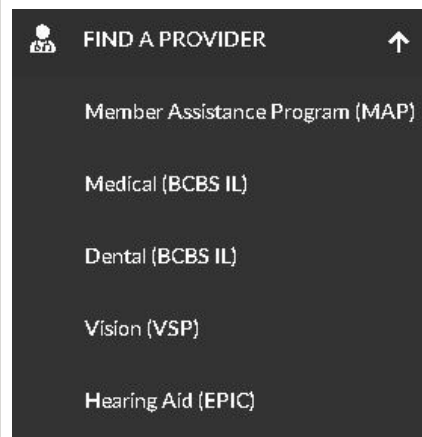 FIND A PROVIDER
Member Assistance Program (MAP)
Medical (BCBS IL)
Dental (BCBS IL)
Vision (VSP)
Hearing Aid (EPIC)